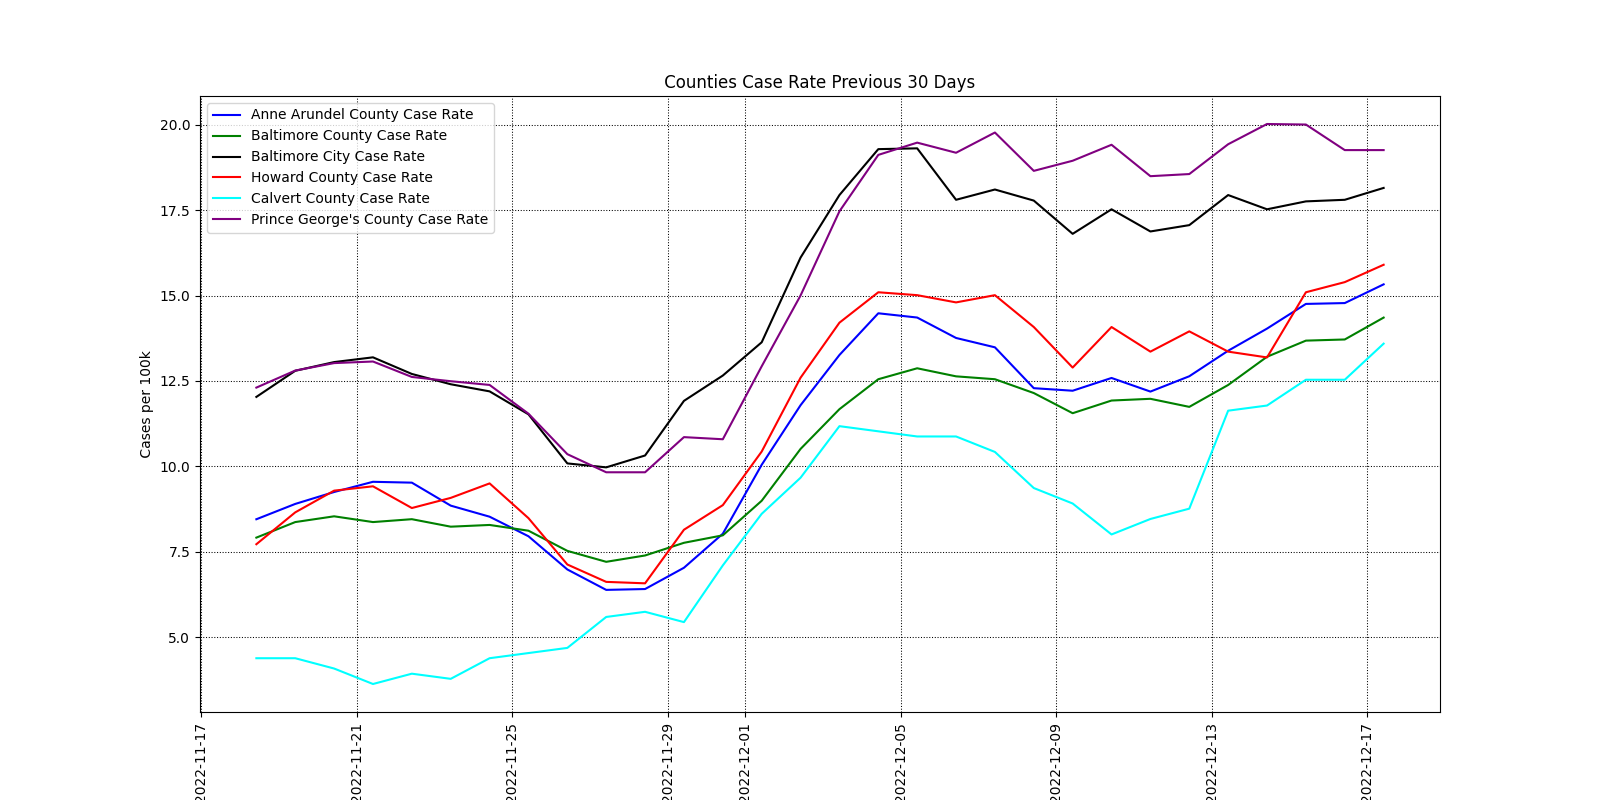 Counties Case Rate Previous 30 Days
Anne Arundel County Case Rate
Baltimore County Case Rate
Baltimore City Case Rate
Howard County Case Rate
Calvert County Case Rate
Prince George's County Case Rate
Cases per 100k
20.0
17.5
15.0
12.5
10.0
7.5
5.0
2022-11-17
2022-11-21
2022-11-25
2022-11-29
2022-12-01
2022-12-05
2022-12-09
2022-12-13
2022-12-17